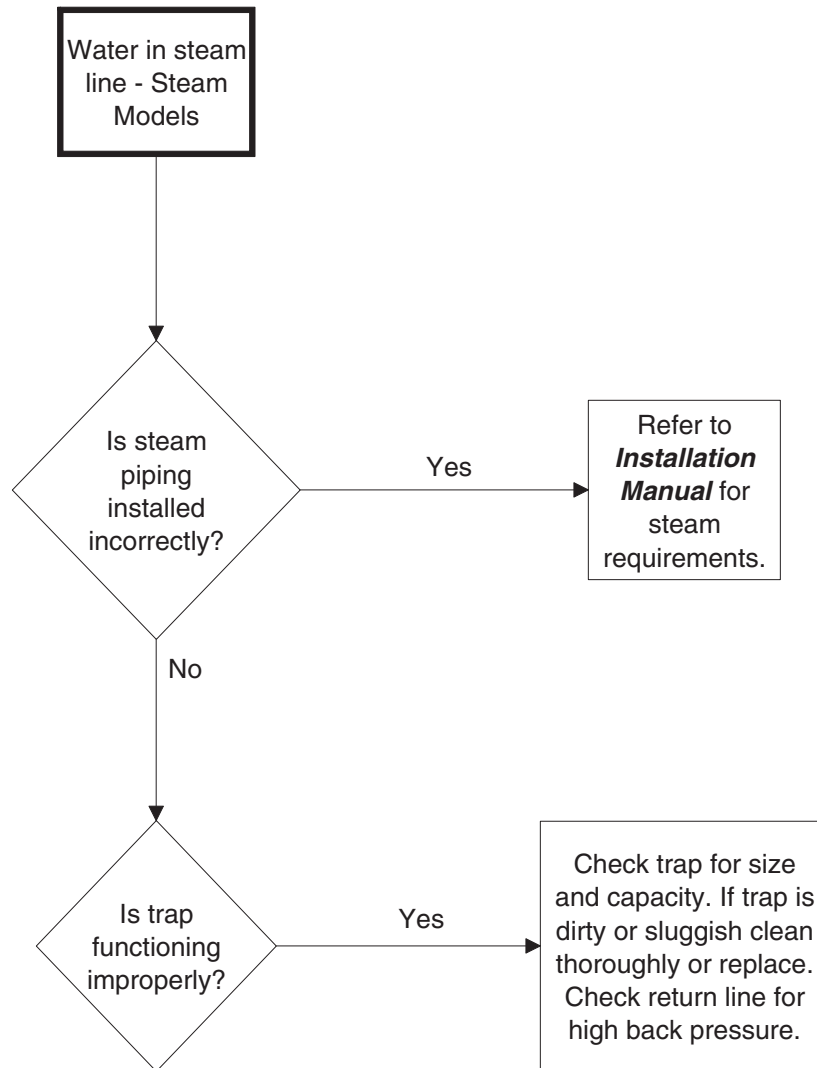 Water in steam
line - Steam
Models
Is steam
piping
installed
incorrectly?
Yes
Refer to
Installation
Manual for
steam
requirements.
No
Is trap
functioning
improperly?
Yes
Check trap for size
and capacity. If trap is
dirty or sluggish clean
thoroughly or replace.
Check return line for
high back pressure.